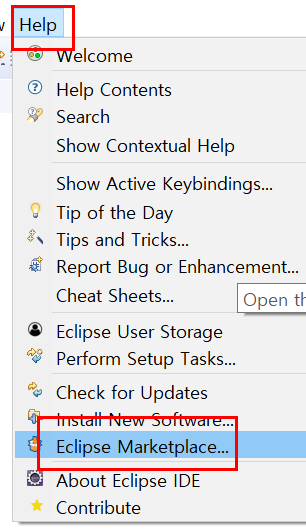 Help
Welcome
Help Contents
Search
Show Contextual Help
Show Active Keybindings...
Tip of the Day
Tips and Tricks...
Report Bug or Enhancement...
Cheat Sheets...
Open th
Eclipse User Storage
Perform Setup Tasks...
Check for Updates
Install New Software...
Eclipse Marketplace...
About Eclipse IDE
Contribute